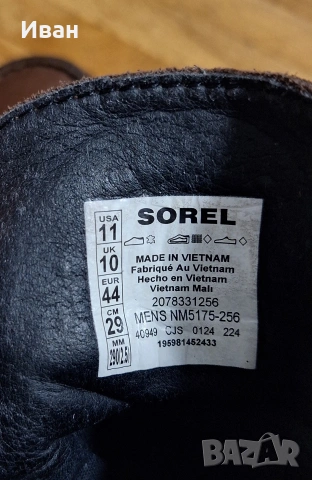 Иван
USA
11
UK
10
EUR
44
CM
29
MM
290(2.5)
SOREL
MADE IN VIETNAM
Fabriqué Au Vietnam
Hecho en Vietnam
Vietnam Malı
2078331256
MENS NM5175-256
40949 CJS 0124 224
195981452433
BAZAR